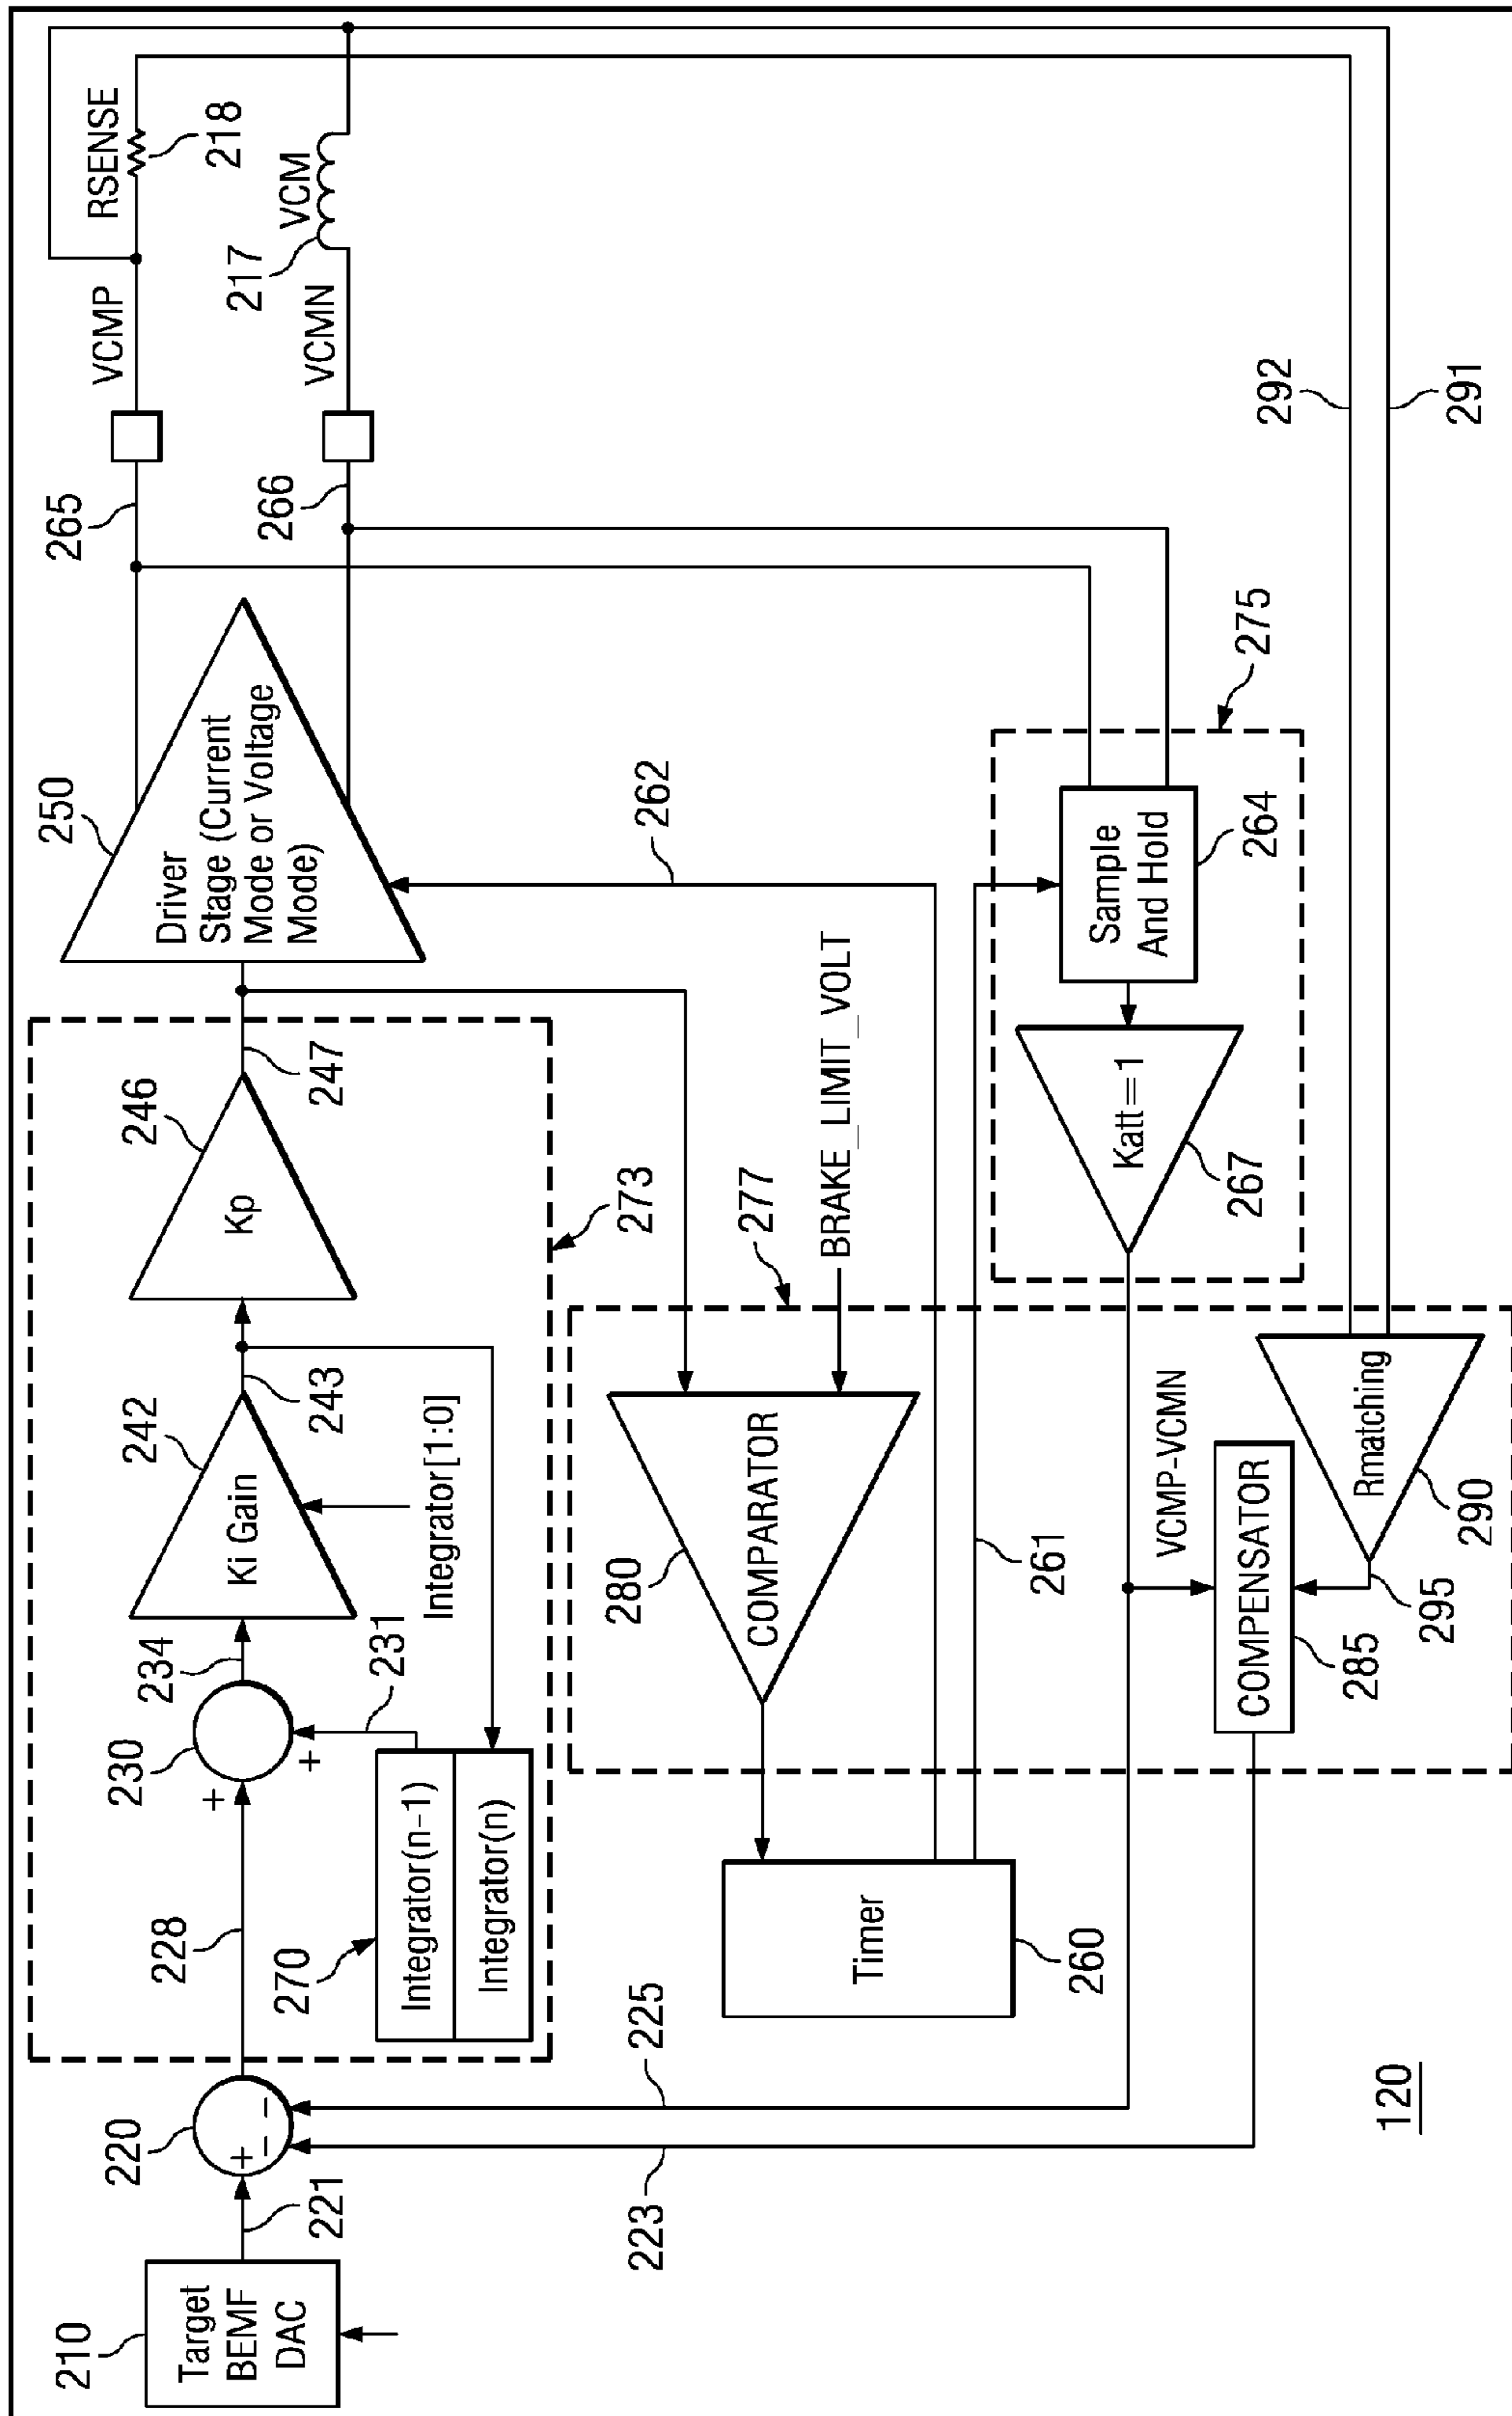 210
Target
BEMF
DAC
221
220
+
−
−
223
225
228
230
+
+
231
234
270
Integrator(n-1)
Integrator(n)
242
Ki Gain
Integrator[1:0]
243
246
Kp
247
273
250
Driver
Stage (Current
Mode or Voltage
Mode)
265
266
VCMP
VCMN
RSENSE
218
217
VCM
262
277
BRAKE_LIMIT_VOLT
280
COMPARATOR
Timer
260
261
275
Sample
And Hold
264
Katt=1
267
VCMP-VCMN
COMPENSATOR
285
295
Rmatching
290
292
291
120